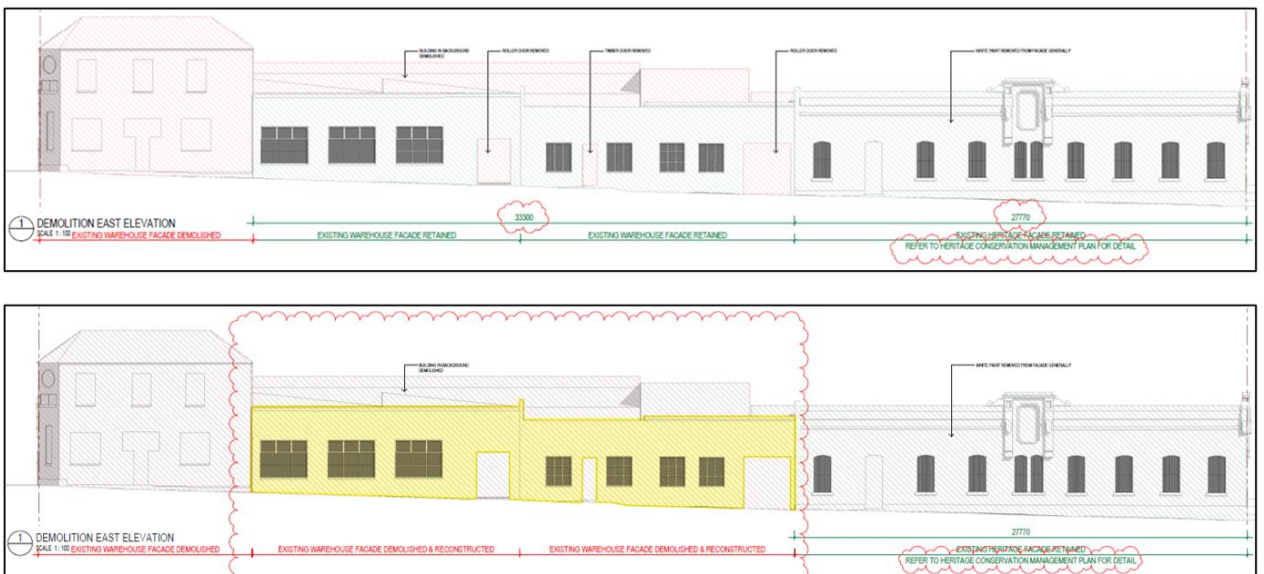 BUILDING IN BACKGROUND
DEMOLISHED
ROLLER DOOR REMOVED
TIMBER DOOR REMOVED
ROLLER DOOR REMOVED
WHITE PAINT REMOVED FROM FACADE GENERALLY
1
DEMOLITION EAST ELEVATION
SCALE 1:100
EXISTING WAREHOUSE FACADE DEMOLISHED
33300
27770
EXISTING WAREHOUSE FACADE RETAINED
EXISTING WAREHOUSE FACADE RETAINED
EXISTING HERITAGE FACADE RETAINED
REFER TO HERITAGE CONSERVATION MANAGEMENT PLAN FOR DETAIL
BUILDING IN BACKGROUND
DEMOLISHED
WHITE PAINT REMOVED FROM FACADE GENERALLY
1
DEMOLITION EAST ELEVATION
SCALE 1:100
EXISTING WAREHOUSE FACADE DEMOLISHED
EXISTING WAREHOUSE FACADE DEMOLISHED & RECONSTRUCTED
EXISTING WAREHOUSE FACADE DEMOLISHED & RECONSTRUCTED
27770
EXISTING HERITAGE FACADE RETAINED
REFER TO HERITAGE CONSERVATION MANAGEMENT PLAN FOR DETAIL